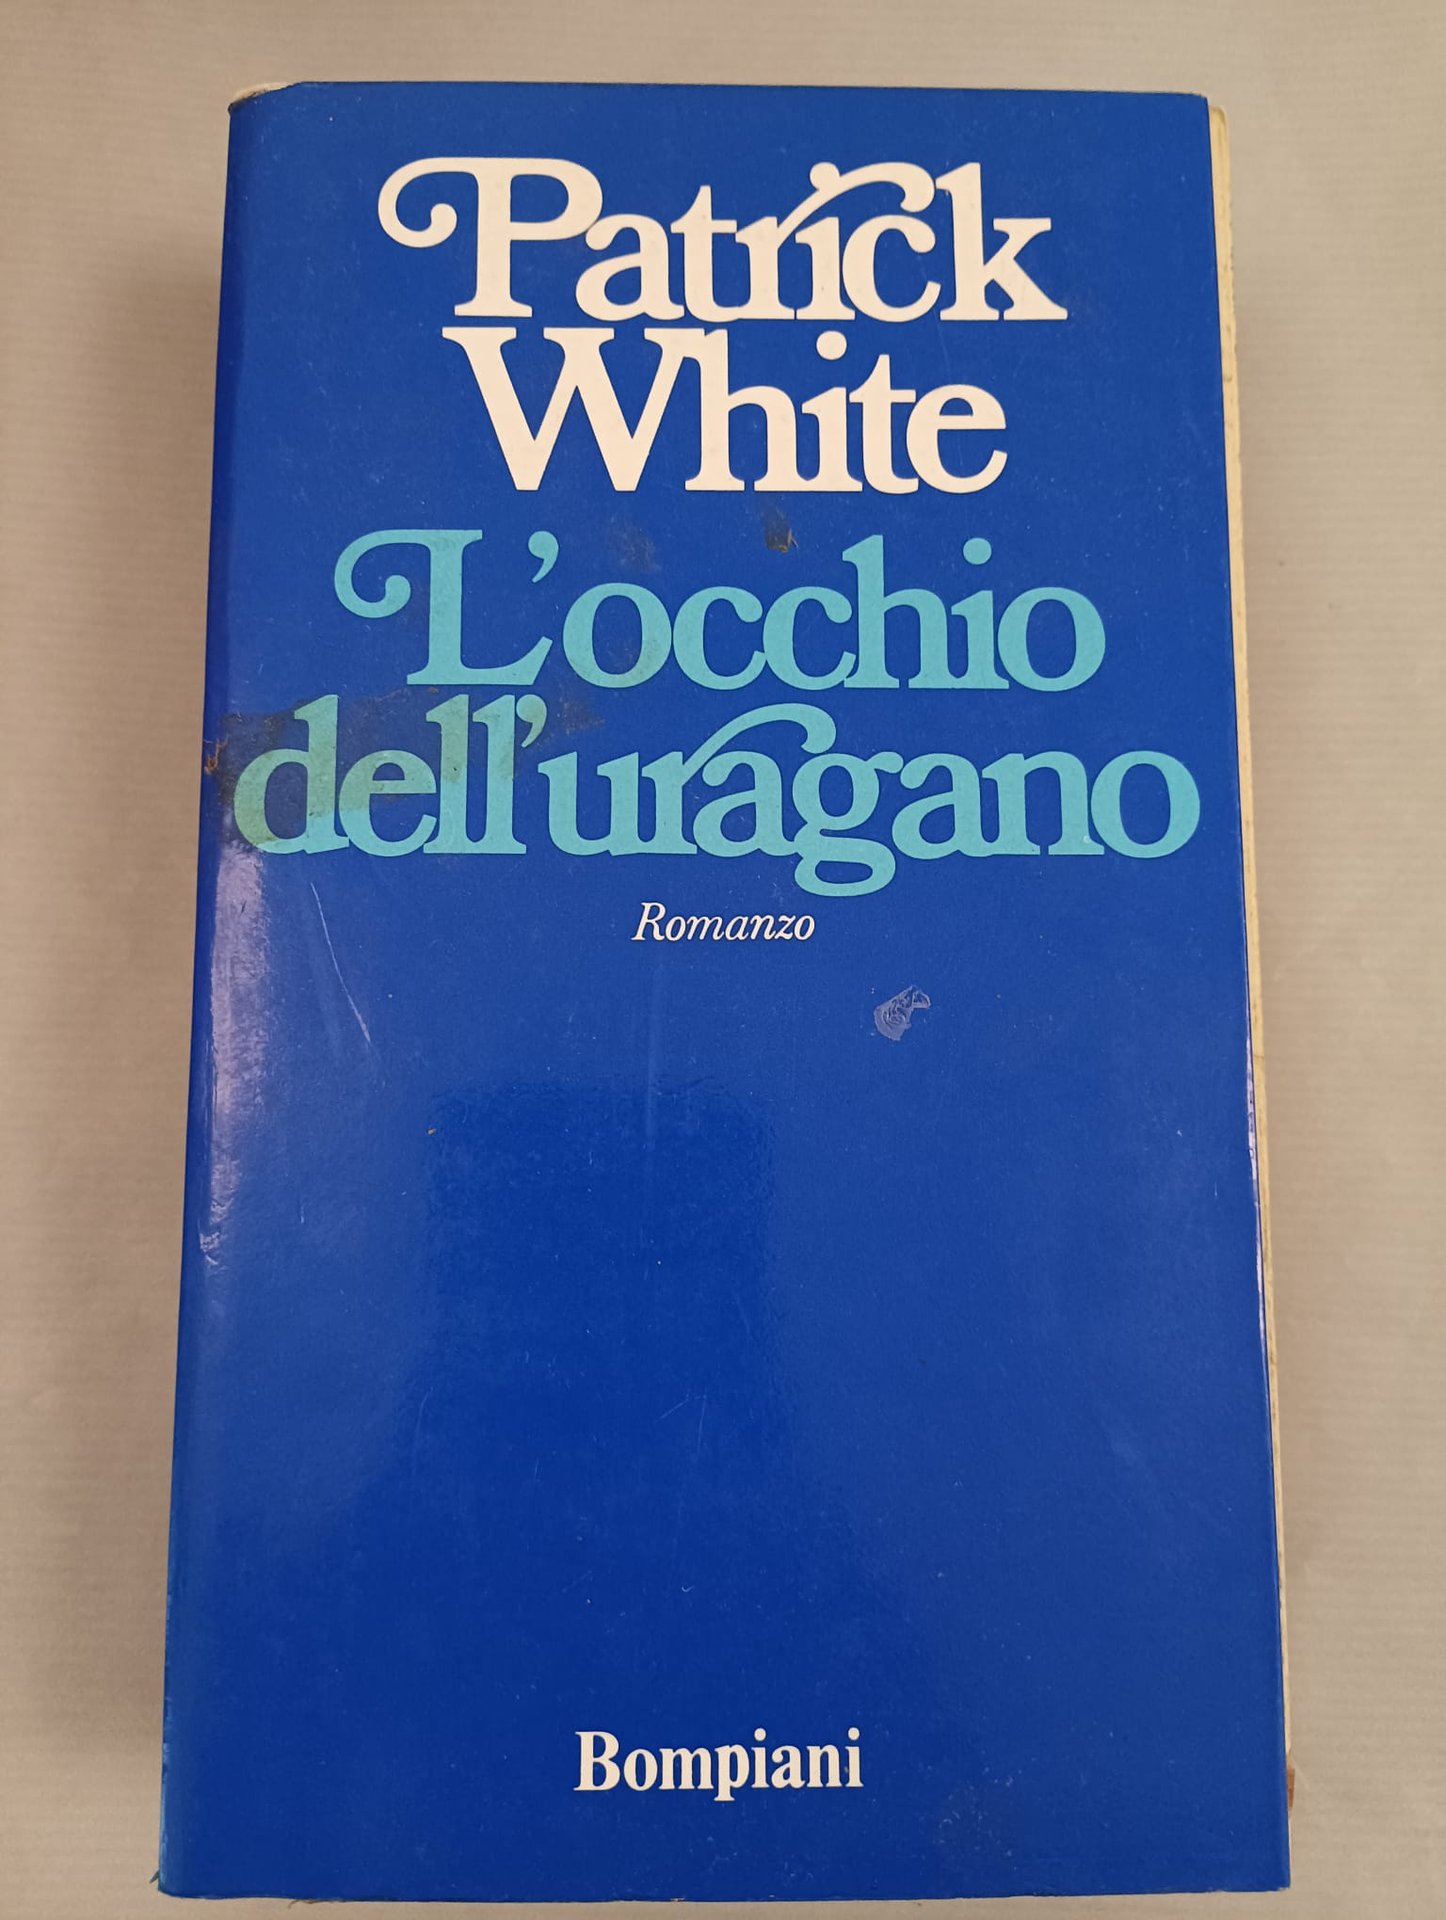 Patrick
White
L'occhio
dell'uragano
Romanzo
Bompiani